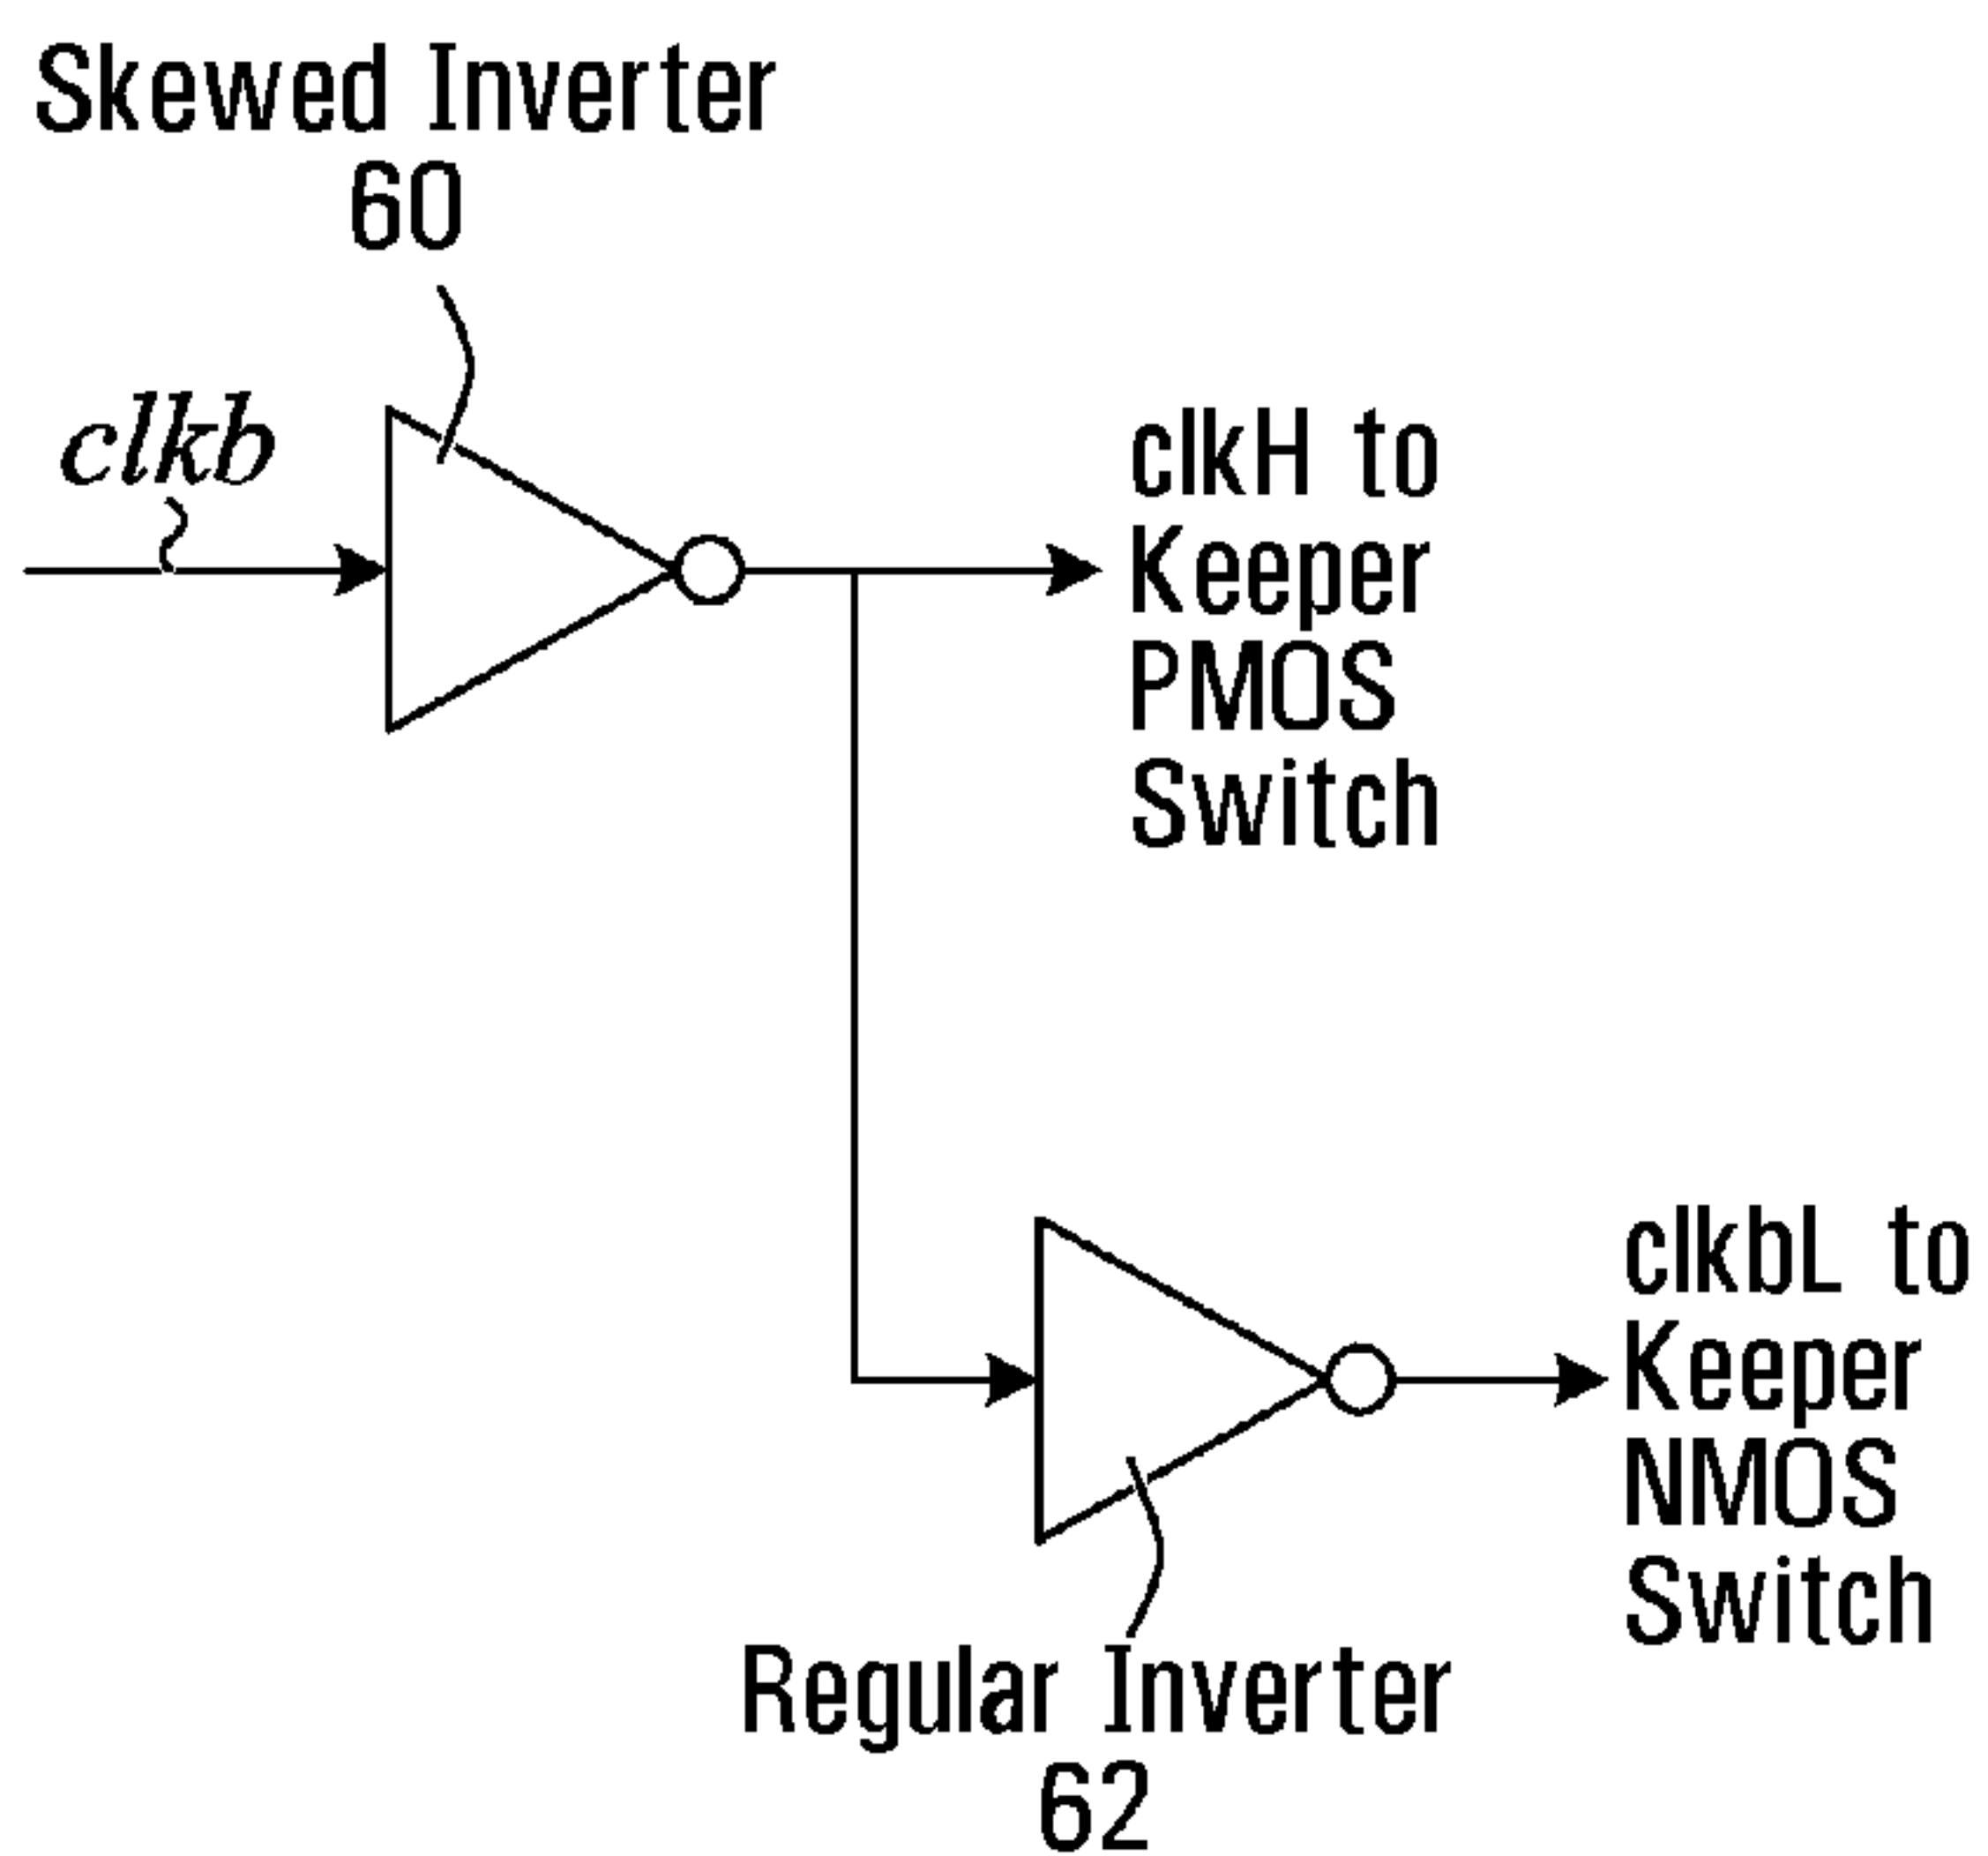 Skewed Inverter
60
clkb
clkH to
Keeper
PMOS
Switch
clkbL to
Keeper
NMOS
Switch
Regular Inverter
62